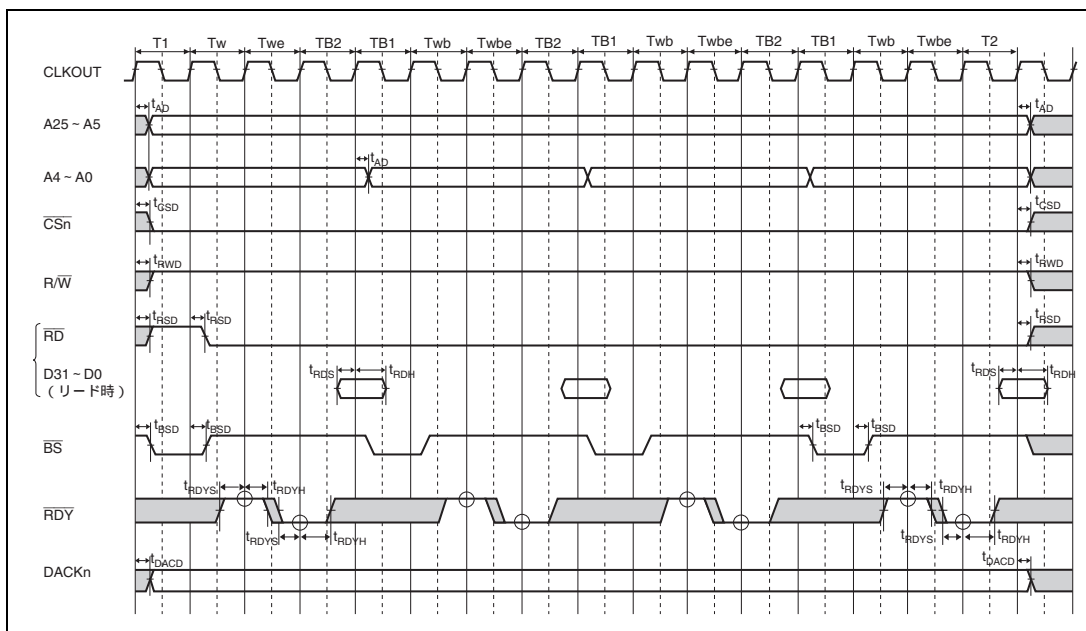 T1 Tw Twe TB2 TB1 Twb Twbe TB2 TB1 Twb Twbe TB2 TB1 Twb Twbe T2
CLKOUT
tAD tAD
A25 ~ A5
tAD
A4 ~ A0
tCSD tCSD
CSn
tRWD tRWD
R/W
tRSD tRSD tRSD
RD
tRDS tRDH tRDS tRDH
D31 ~ D0
（リード時）
tBSD tBSD tBSD tBSD
BS
tRDYS tRDYH tRDYS tRDYH
RDY
tRDYS tRDYH tRDYS tRDYH
tDACD tDACD
DACKn